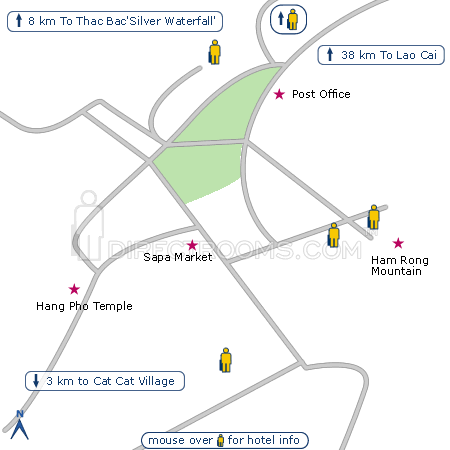 8 km To Thac Bac'Silver Waterfall'
38 km To Lao Cai
Post Office
DIRECTROOMS.COM
Sapa Market
Ham Rong
Mountain
Hang Pho Temple
3 km to Cat Cat Village
N
mouse over for hotel info